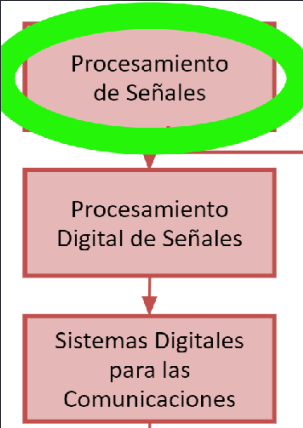 Procesamiento
de Señales
Procesamiento
Digital de Señales
Sistemas Digitales
para las
Comunicaciones